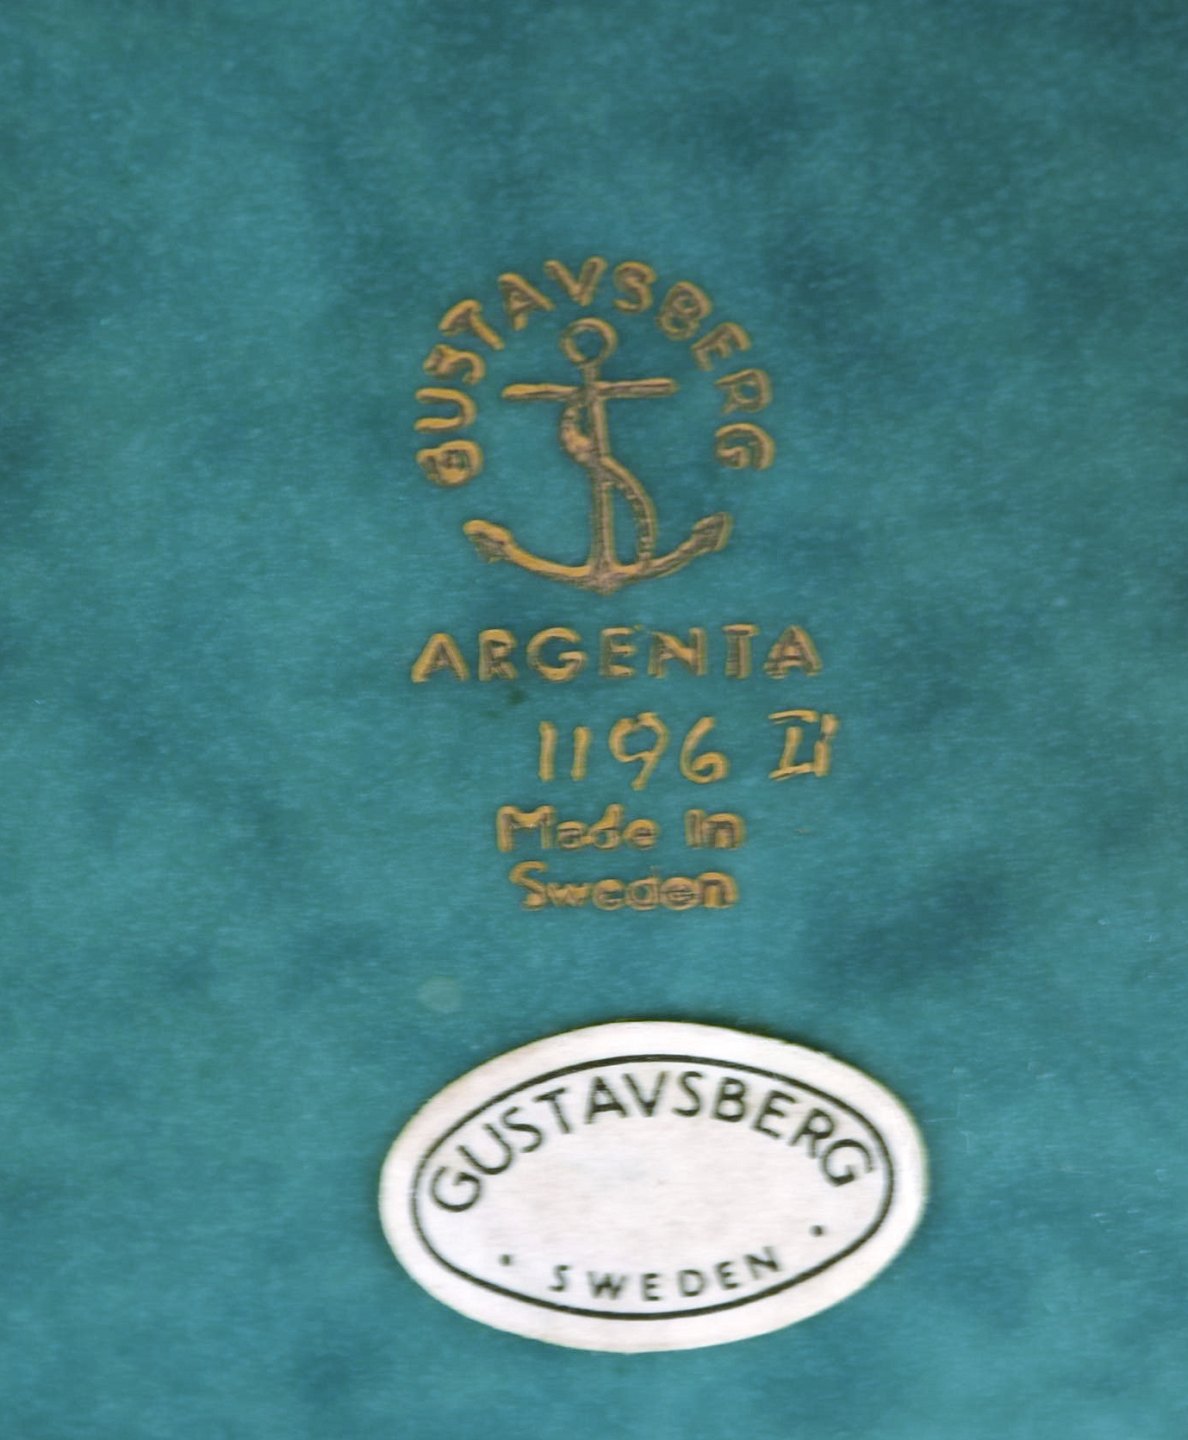 GUSTAVSBERG
ARGENTA
1196
Made In
Sweden
GUSTAVSBERG
· SWEDEN ·